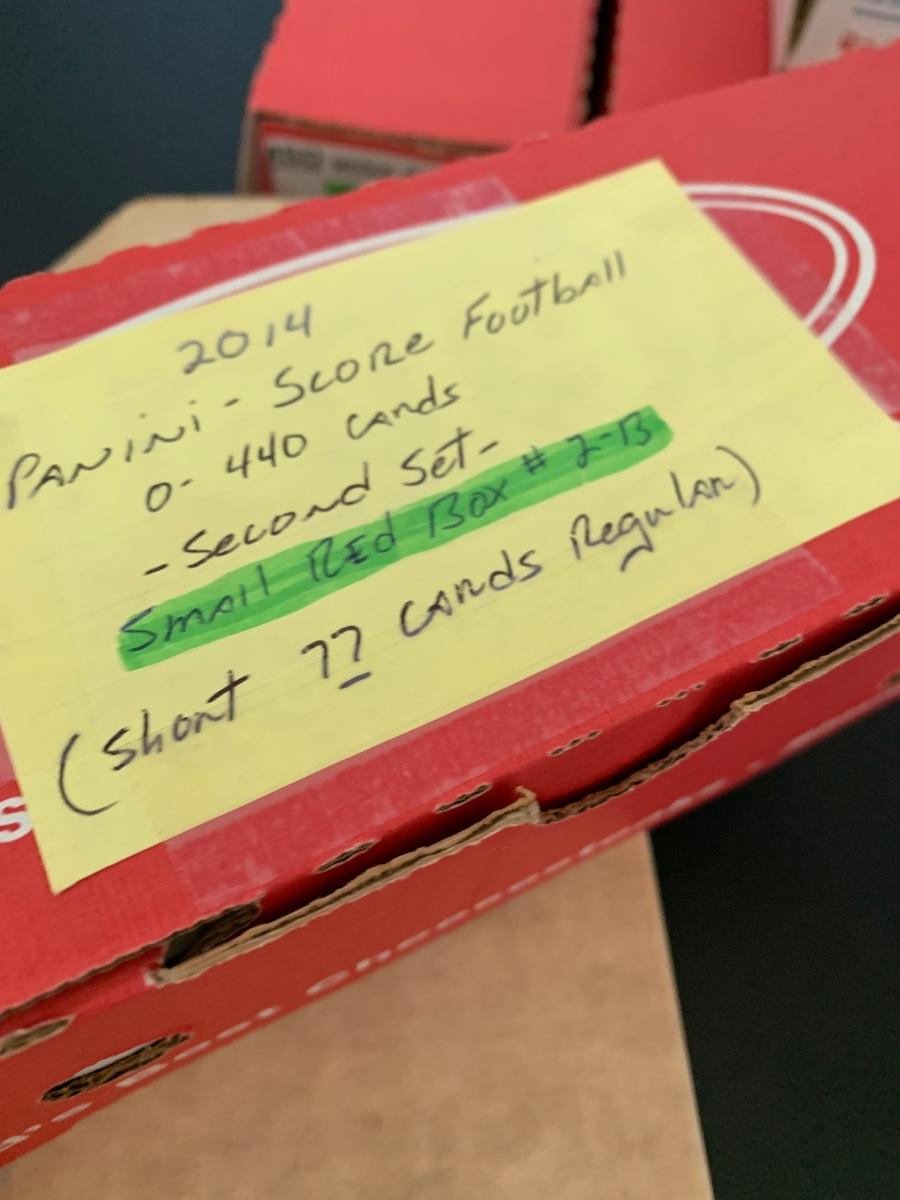 2014
PANINI - SCORE Football
0 - 440 cards
- Second Set -
Small Red Box # 2-B
(Short 77 cards Regular)
S